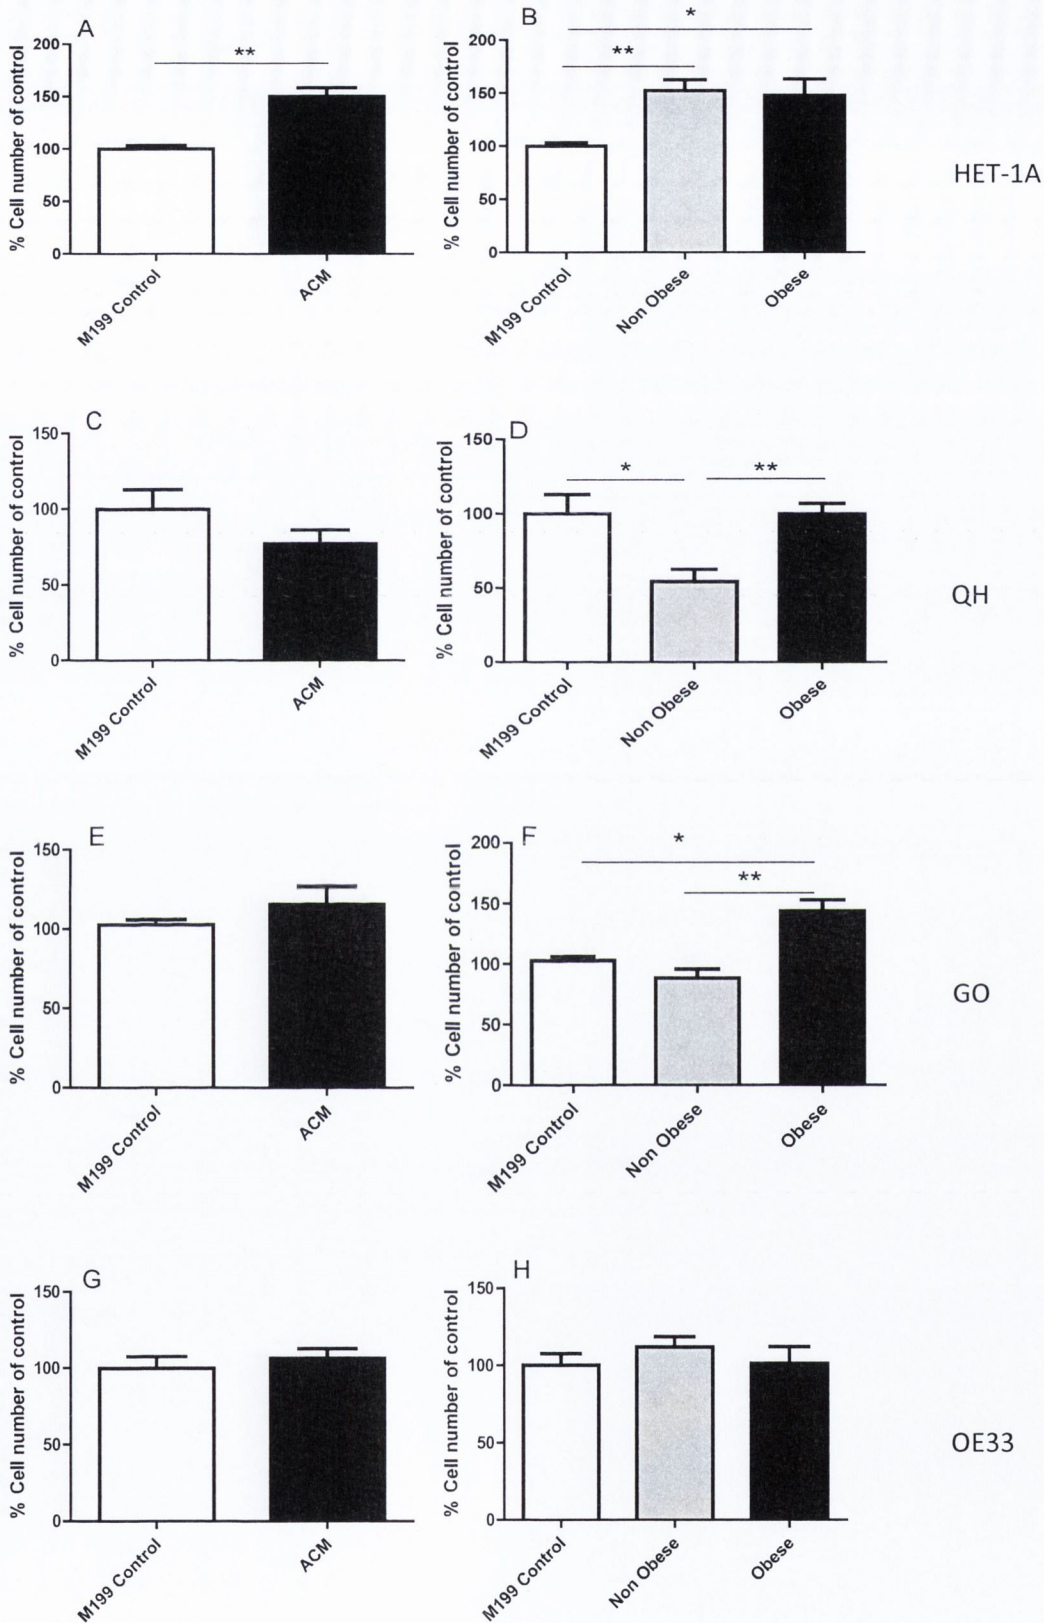 A
% Cell number of control
200
150
100
50
0
**
M199 Control
ACM
B
% Cell number of control
200
150
100
50
0
*
**
M199 Control
Non Obese
Obese
HET-1A
C
% Cell number of control
150
100
50
0
M199 Control
ACM
D
% Cell number of control
150
100
50
0
*
**
M199 Control
Non Obese
Obese
QH
E
% Cell number of control
150
100
50
0
M199 Control
ACM
F
% Cell number of control
200
150
100
50
0
*
**
M199 Control
Non Obese
Obese
GO
G
% Cell number of control
150
100
50
0
M199 Control
ACM
H
% Cell number of control
150
100
50
0
M199 Control
Non Obese
Obese
OE33